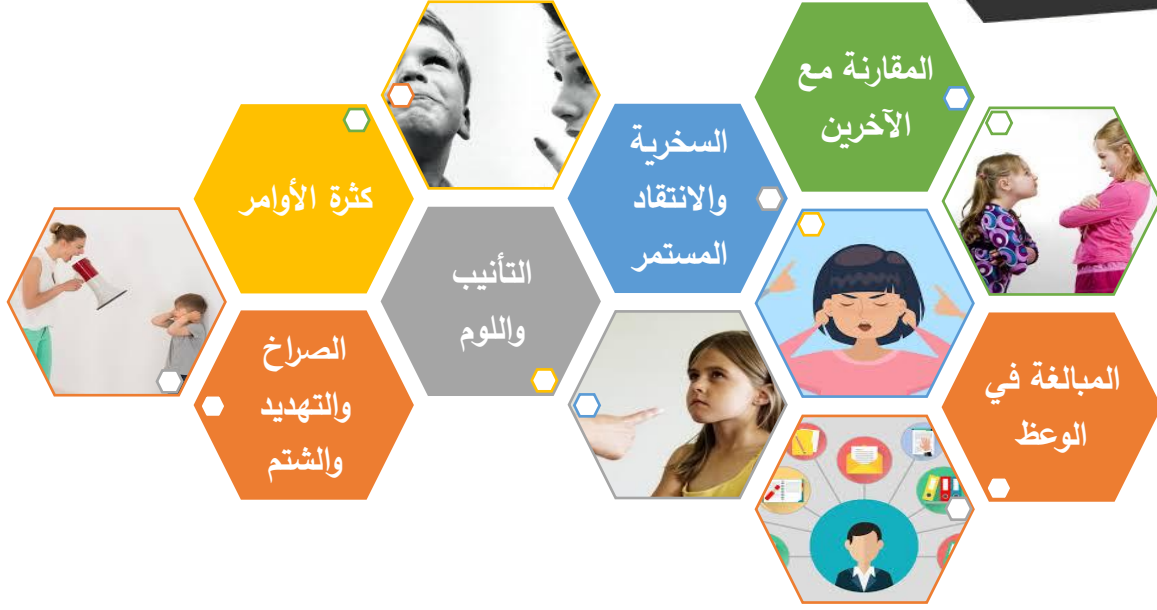 المقارنة مع
الآخرين
السخرية
والانتقاد
المستمر
كثرة الأوامر
التأنيب
واللوم
الصراخ
والتهديد
والشتم
المبالغة في
الوعظ